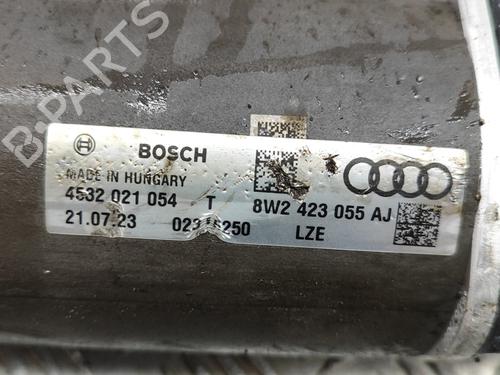 B-PARTS
BOSCH
MADE IN HUNGARY
4532 021 054 T 8W2 423 055 AJ
21.07.23 LZE